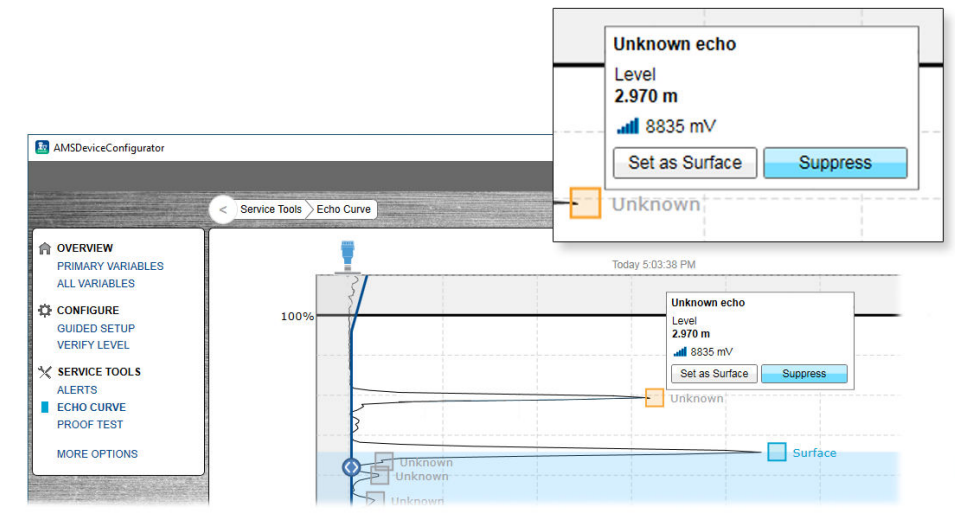 Unknown echo
Level
2.970 m
8835 mV
Set as Surface
Suppress
Unknown
AMSDeviceConfigurator
<
Service Tools
Echo Curve
OVERVIEW
PRIMARY VARIABLES
ALL VARIABLES
CONFIGURE
GUIDED SETUP
VERIFY LEVEL
SERVICE TOOLS
ALERTS
ECHO CURVE
PROOF TEST
MORE OPTIONS
Today 5:03:38 PM
100%
Unknown echo
Level
2.970 m
8835 mV
Set as Surface
Suppress
Unknown
Surface
Unknown
Unknown
Unknown